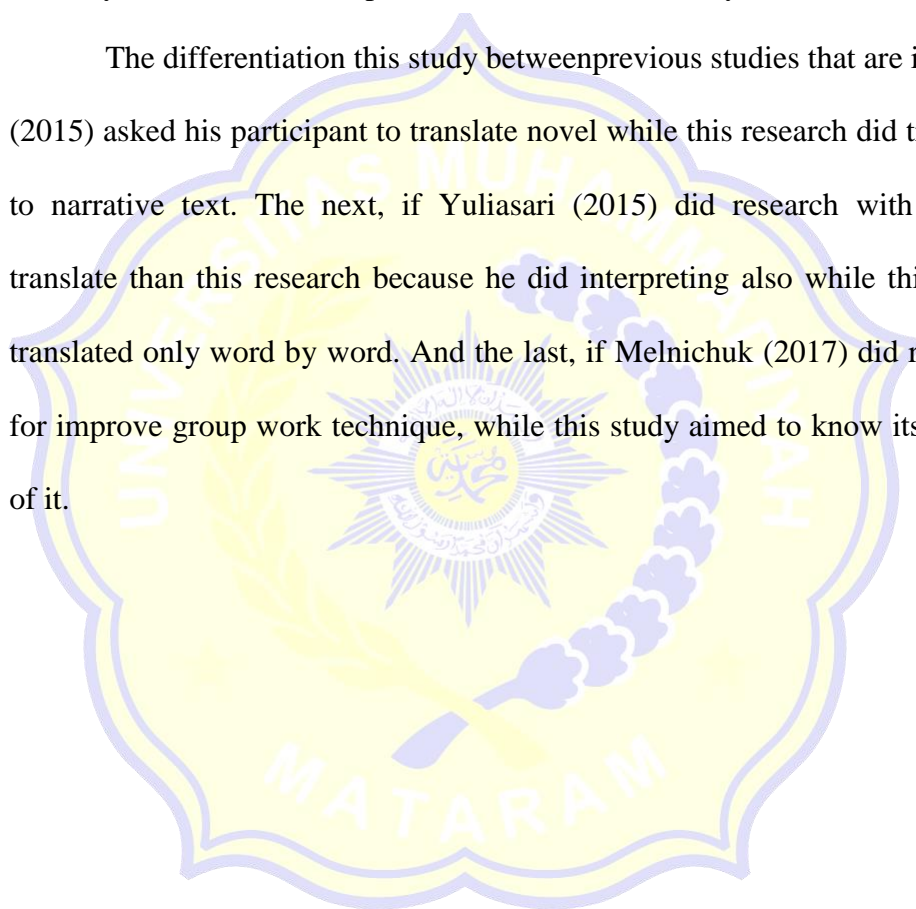 The differentiation this study betweenprevious studies that are i
(2015) asked his participant to translate novel while this research did
to narrative text. The next, if Yuliasari (2015) did research with
translate than this research because he did interpreting also while thi
translated only word by word. And the last, if Melnichuk (2017) did
for improve group work technique, while this study aimed to know its
of it.
UNIVERSITAS MUHAMMADIYAH
MATARAM